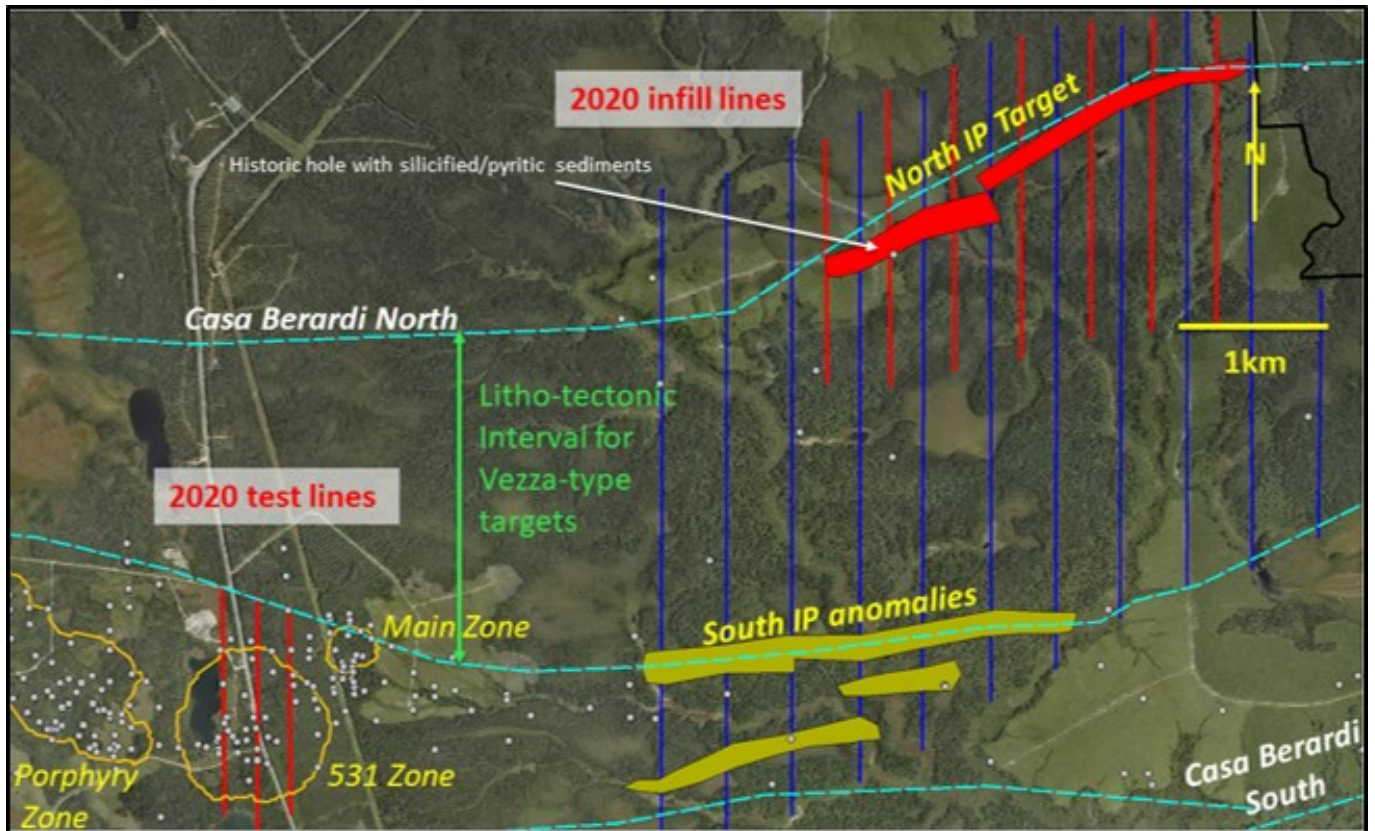 2020 infill lines
North IP Target
Historic hole with silicified/pyritic sediments
N
Casa Berardi North
1km
Litho-tectonic
Interval for
Vezza-type
targets
2020 test lines
South IP anomalies
Main Zone
Porphyry
Zone
531 Zone
Casa Berardi
South